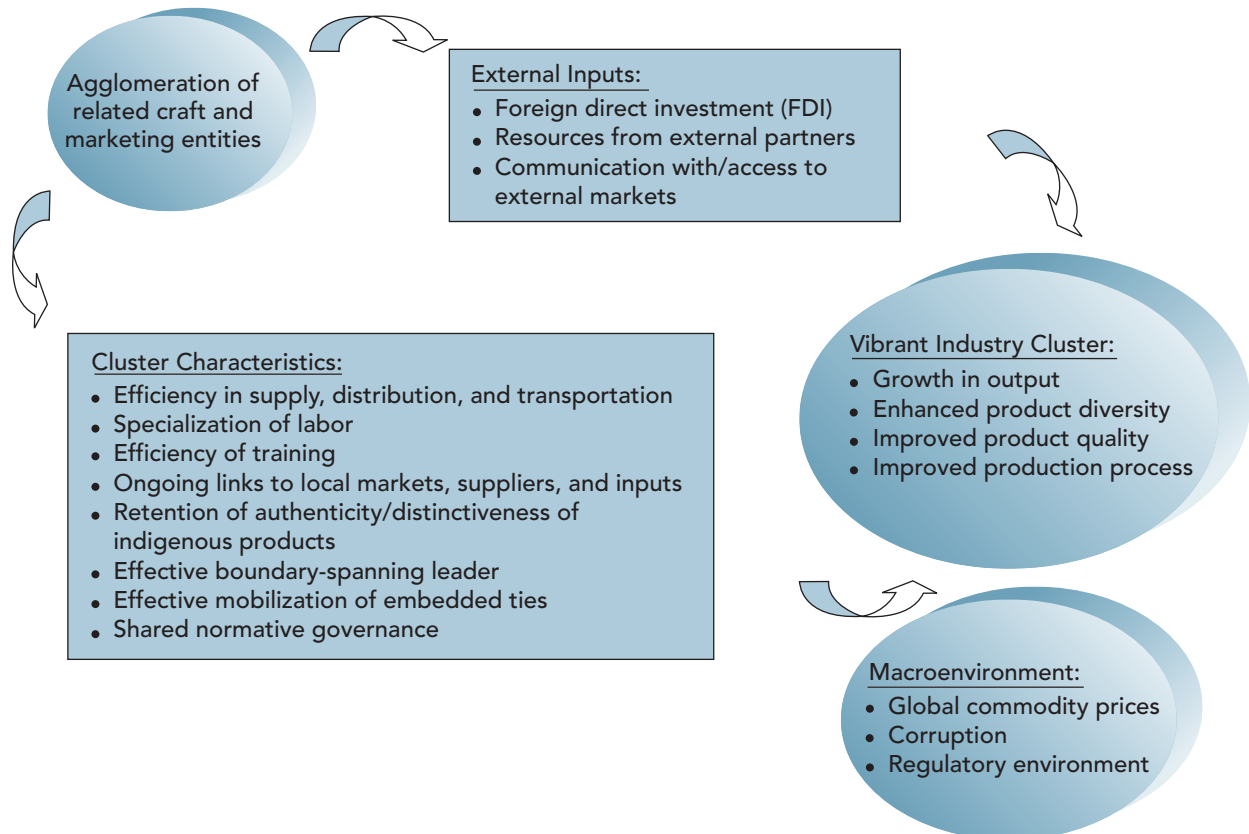 Agglomeration of
related craft and
marketing entities
External Inputs:
• Foreign direct investment (FDI)
• Resources from external partners
• Communication with/access to
external markets
Cluster Characteristics:
• Efficiency in supply, distribution, and transportation
• Specialization of labor
• Efficiency of training
• Ongoing links to local markets, suppliers, and inputs
• Retention of authenticity/distinctiveness of
indigenous products
• Effective boundary-spanning leader
• Effective mobilization of embedded ties
• Shared normative governance
Vibrant Industry Cluster:
• Growth in output
• Enhanced product diversity
• Improved product quality
• Improved production process
Macroenvironment:
• Global commodity prices
• Corruption
• Regulatory environment